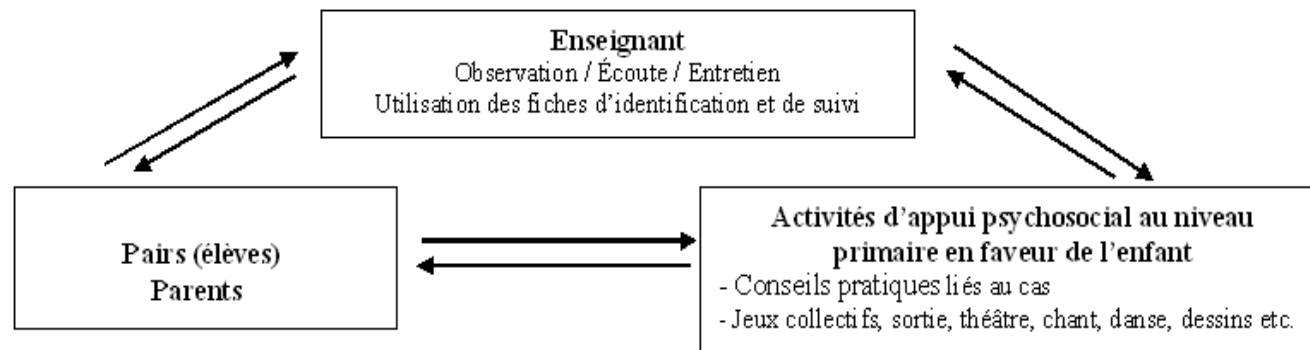 Enseignant
Observation / Écoute / Entretien
Utilisation des fiches d'identification et de suivi
Pairs (élèves)
Parents
Activités d'appui psychosocial au niveau
primaire en faveur de l'enfant
- Conseils pratiques liés au cas
- Jeux collectifs, sortie, théâtre, chant, danse, dessins etc.